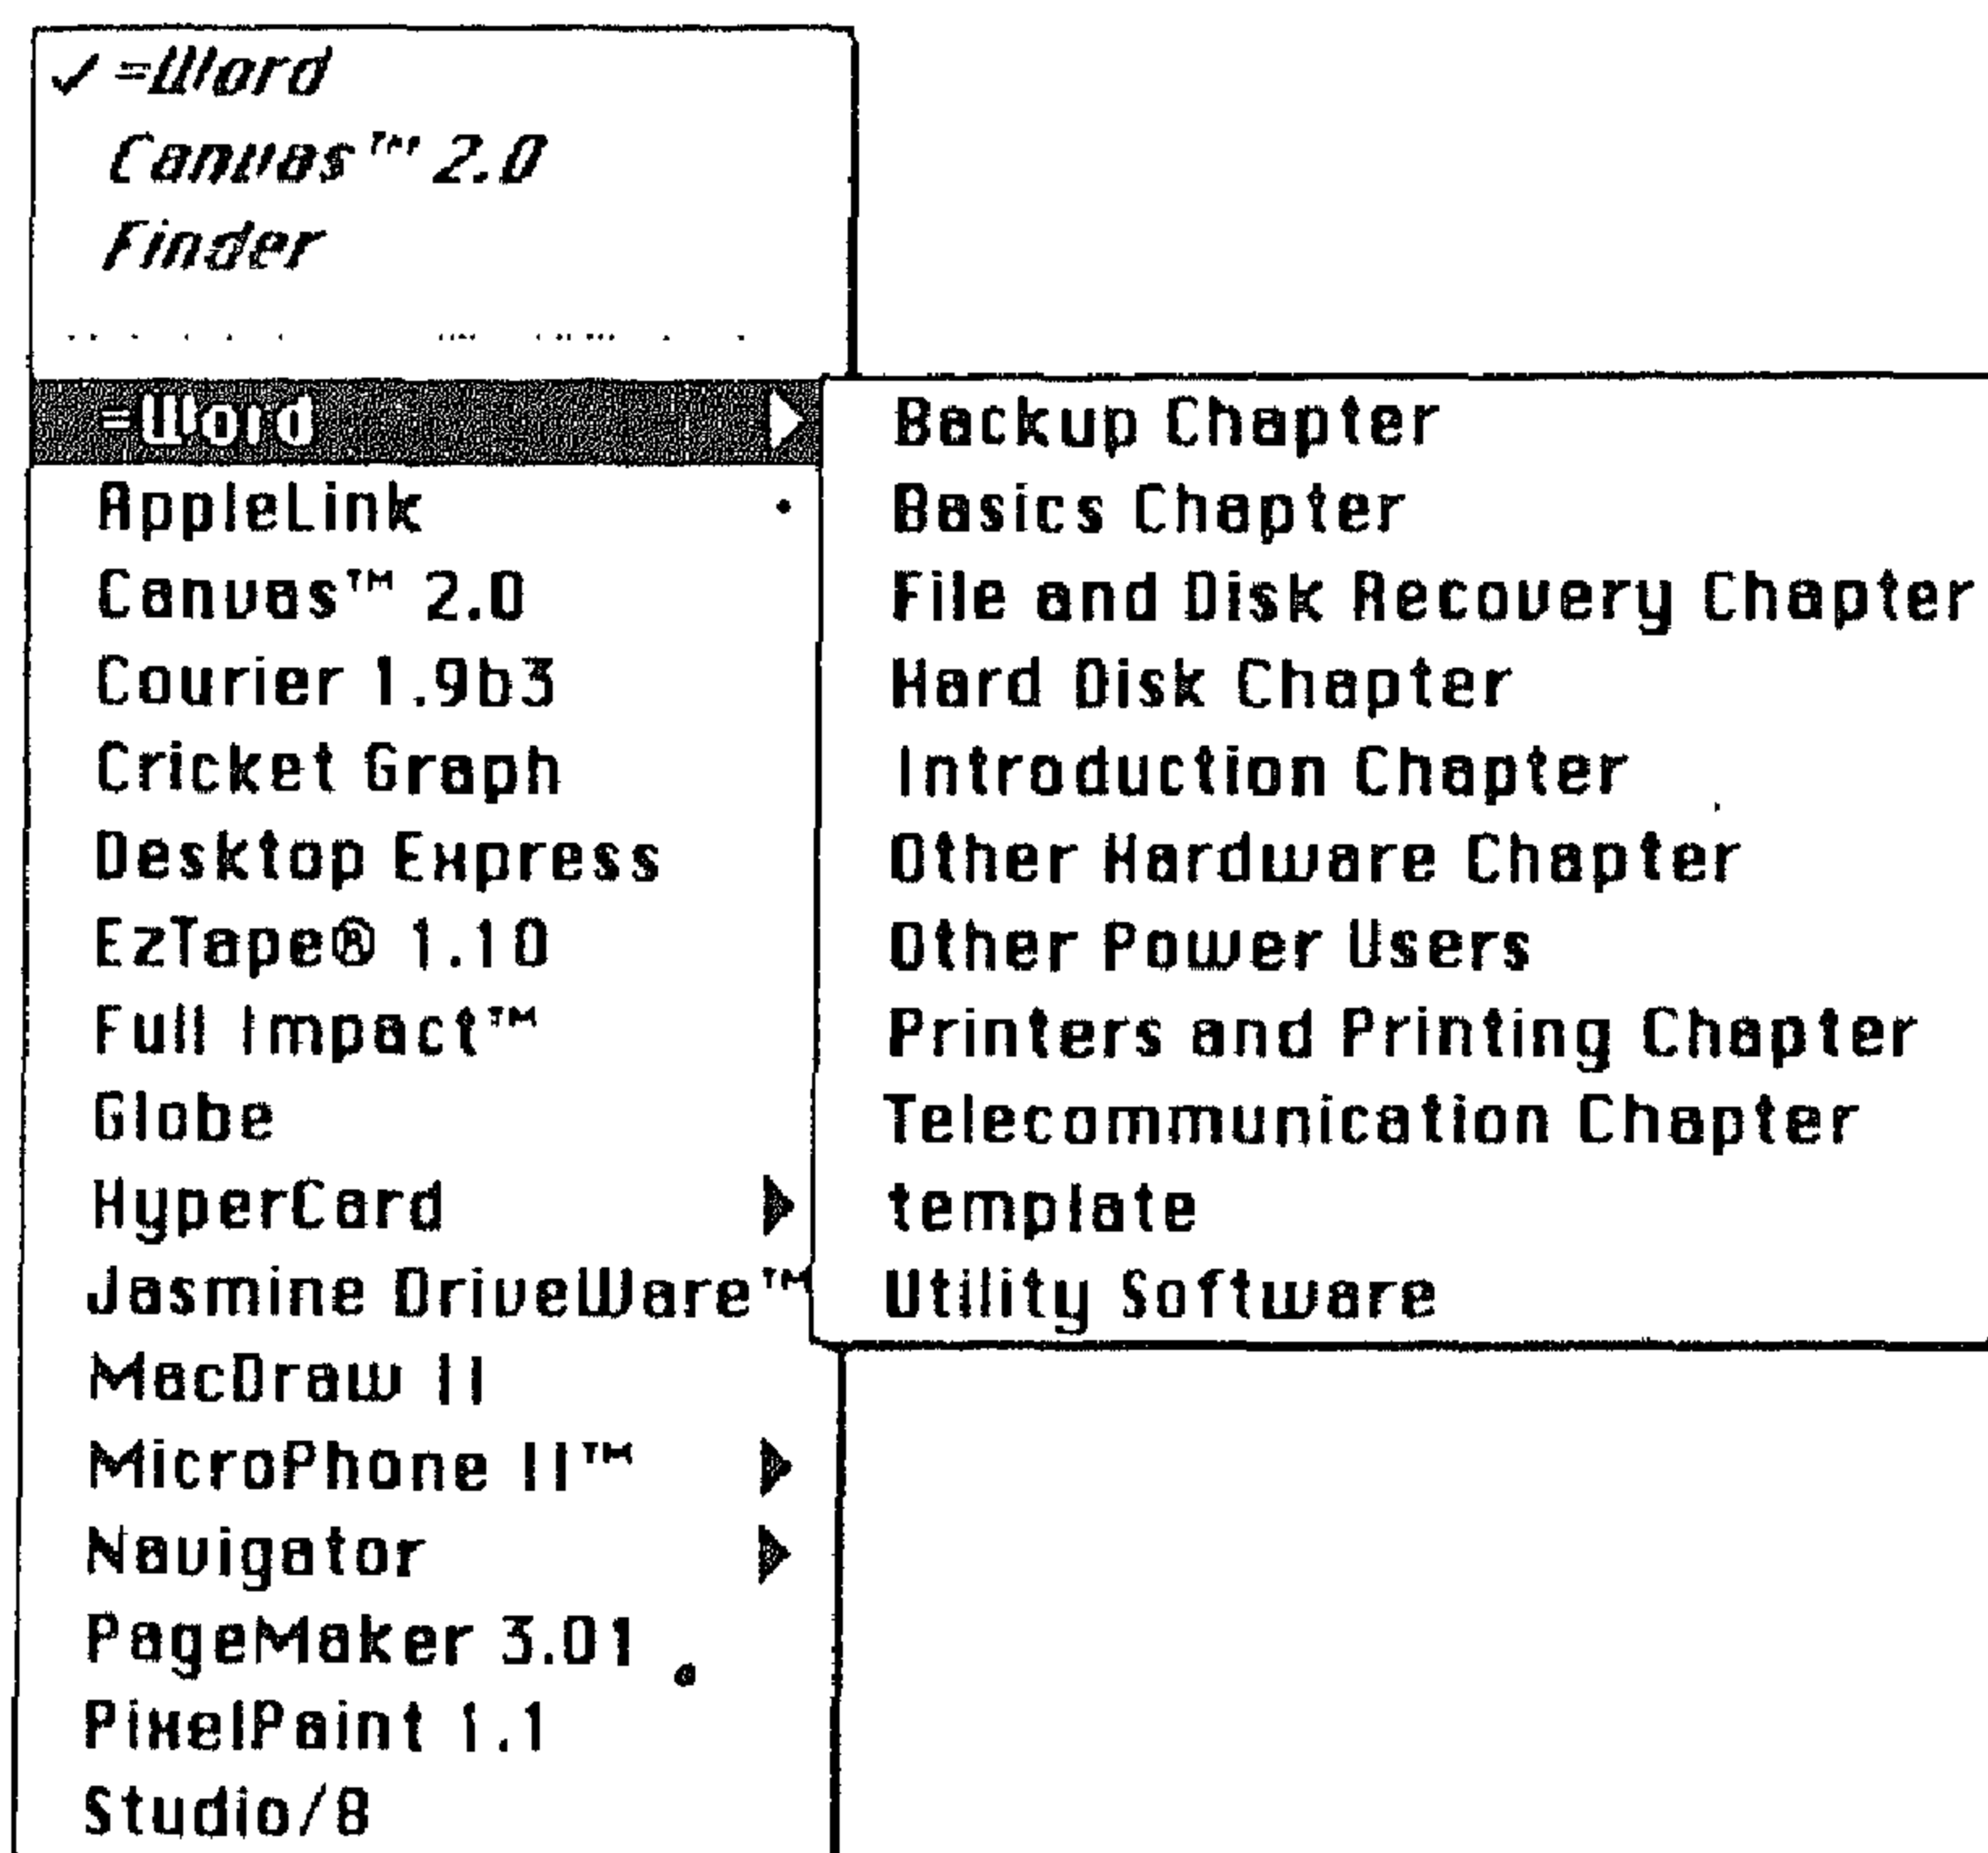 ✓ =Word
Canvas™ 2.0
Finder
=Word
AppleLink
Canvas™ 2.0
Courier 1.9b3
Cricket Graph
Desktop Express
EzTape® 1.10
Full Impact™
Globe
HyperCard
Jasmine DriveWare™
MacDraw II
MicroPhone II™
Navigator
PageMaker 3.01
PixelPaint 1.1
Studio/8
Backup Chapter
Basics Chapter
File and Disk Recovery Chapter
Hard Disk Chapter
Introduction Chapter
Other Hardware Chapter
Other Power Users
Printers and Printing Chapter
Telecommunication Chapter
template
Utility Software